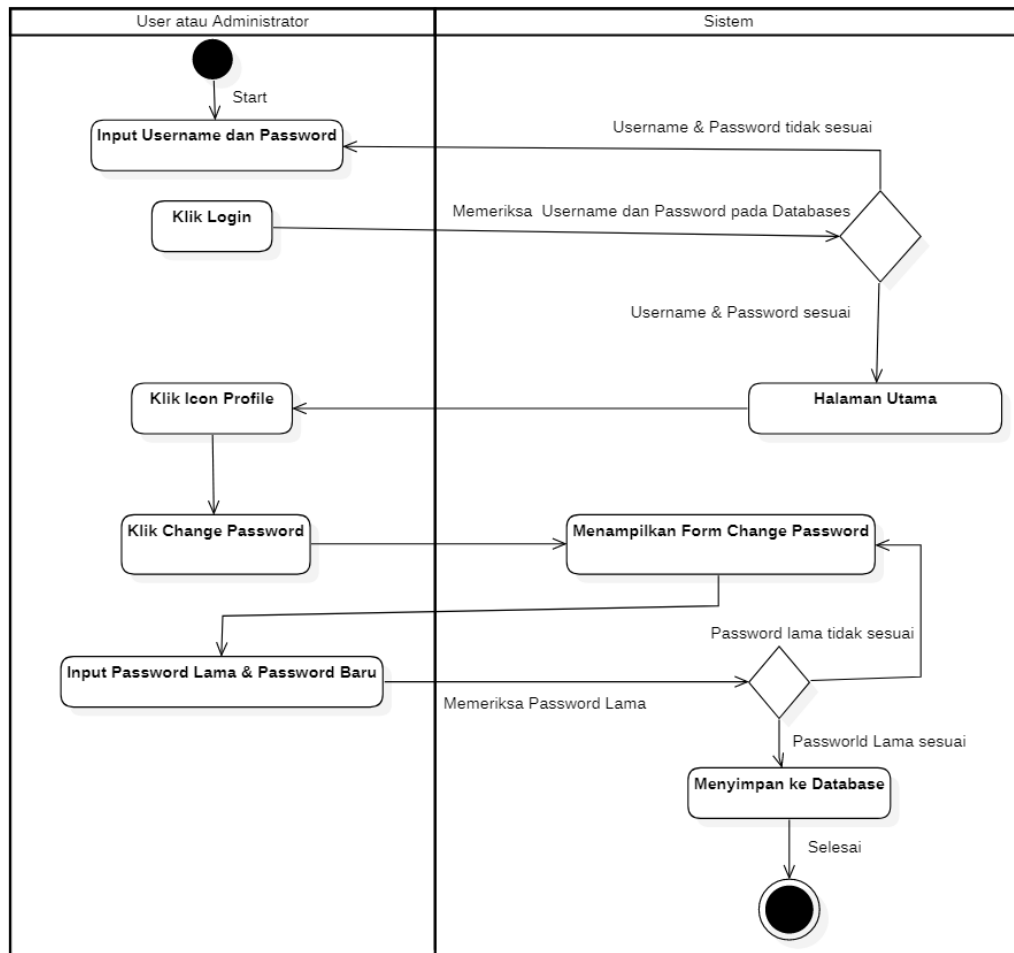 User atau Administrator
Sistem
Start
Input Username dan Password
Username & Password tidak sesuai
Klik Login
Memeriksa  Username dan Password pada Databases
Username & Password sesuai
Klik Icon Profile
Halaman Utama
Klik Change Password
Menampilkan Form Change Password
Password lama tidak sesuai
Input Password Lama & Password Baru
Memeriksa Password Lama
Passworld Lama sesuai
Menyimpan ke Database
Selesai